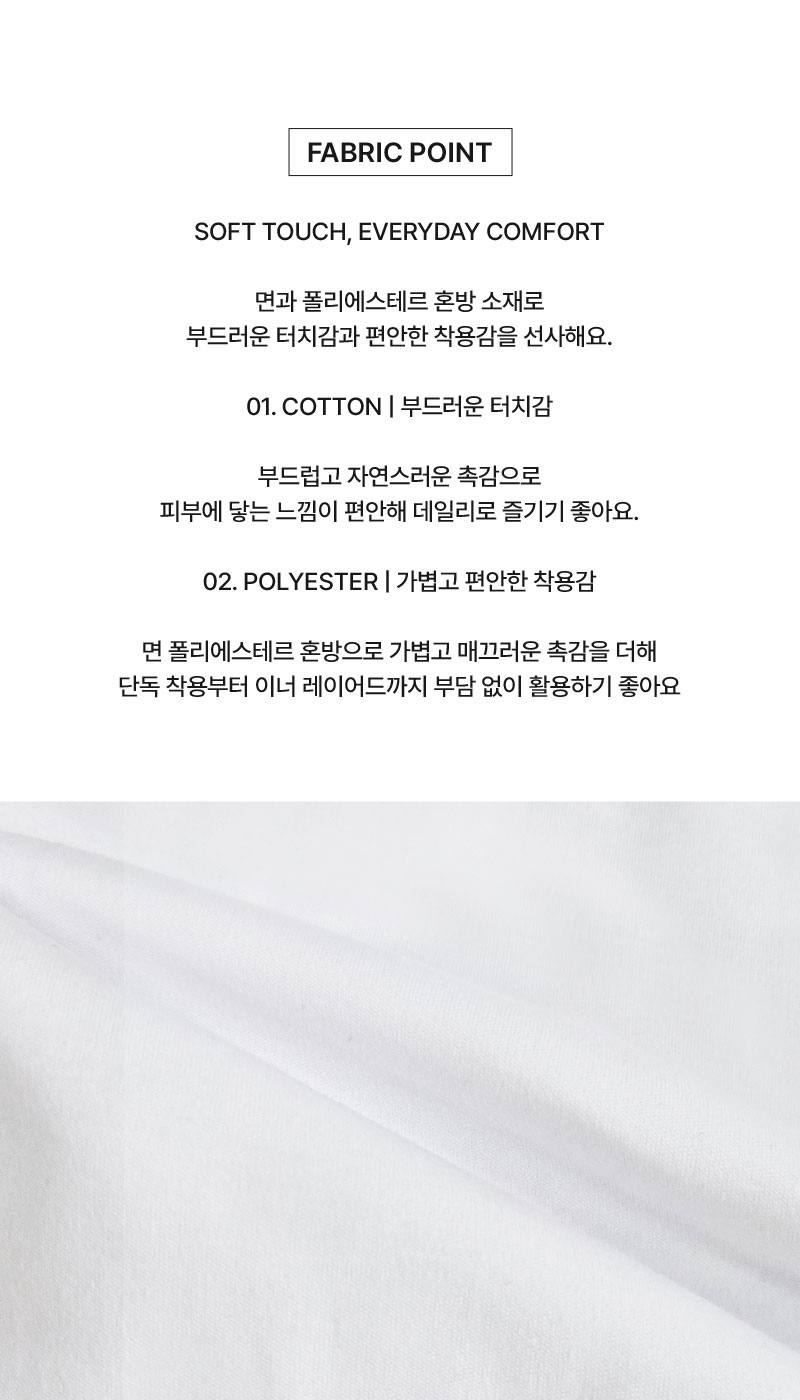 FABRIC POINT
SOFT TOUCH, EVERYDAY COMFORT
면과 폴리에스테르 혼방 소재로
부드러운 터치감과 편안한 착용감을 선사해요.
01. COTTON | 부드러운 터치감
부드럽고 자연스러운 촉감으로
피부에 닿는 느낌이 편안해 데일리로 즐기기 좋아요.
02. POLYESTER | 가볍고 편안한 착용감
면 폴리에스테르 혼방으로 가볍고 매끄러운 촉감을 더해
단독 착용부터 이너 레이어드까지 부담 없이 활용하기 좋아요